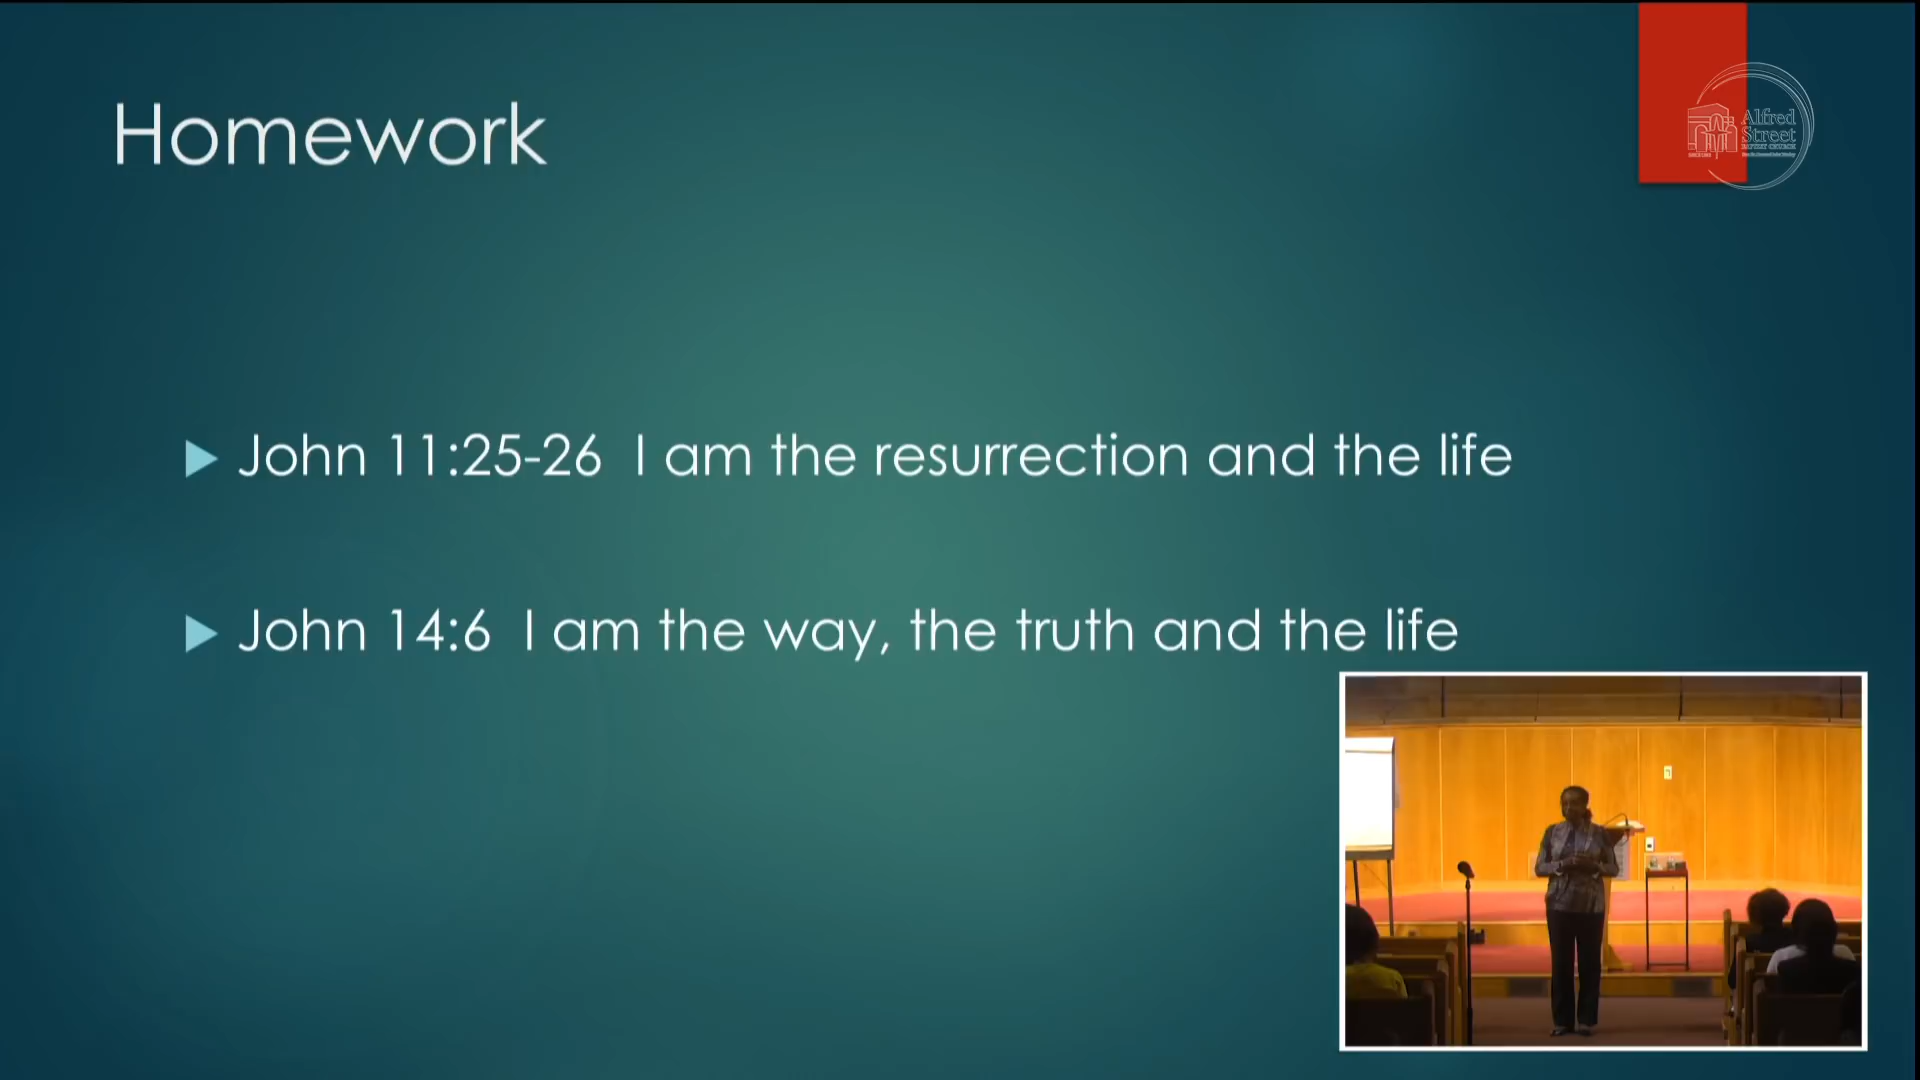 Homework
Alfred
Street
BAPTIST CHURCH
John 11:25-26  I am the resurrection and the life
John 14:6  I am the way, the truth and the life